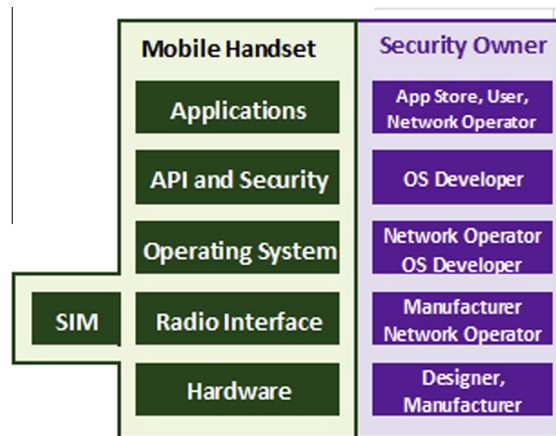 Mobile Handset
Security Owner
Applications
App Store, User,
Network Operator
API and Security
OS Developer
Operating System
Network Operator
OS Developer
SIM
Radio Interface
Manufacturer
Network Operator
Hardware
Designer,
Manufacturer